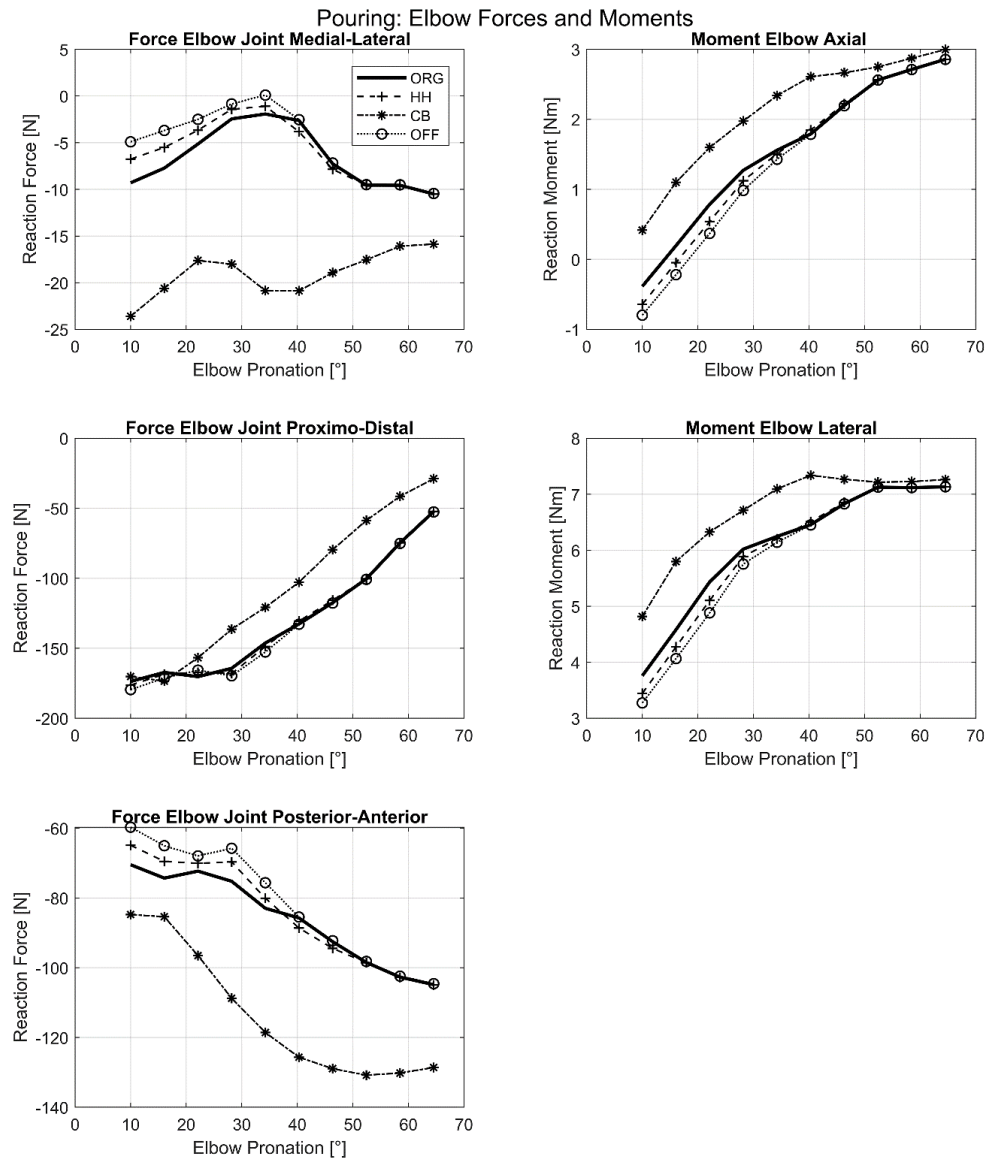 Pouring: Elbow Forces and Moments
Force Elbow Joint Medial-Lateral
Reaction Force [N]
5
0
-5
-10
-15
-20
-25
ORG
HH
CB
OFF
0 10 20 30 40 50 60 70
Elbow Pronation [°]
Moment Elbow Axial
Reaction Moment [Nm]
3
2
1
0
-1
0 10 20 30 40 50 60 70
Elbow Pronation [°]
Force Elbow Joint Proximo-Distal
Reaction Force [N]
0
-50
-100
-150
-200
0 10 20 30 40 50 60 70
Elbow Pronation [°]
Moment Elbow Lateral
Reaction Moment [Nm]
8
7
6
5
4
3
0 10 20 30 40 50 60 70
Elbow Pronation [°]
Force Elbow Joint Posterior-Anterior
Reaction Force [N]
-60
-80
-100
-120
-140
0 10 20 30 40 50 60 70
Elbow Pronation [°]